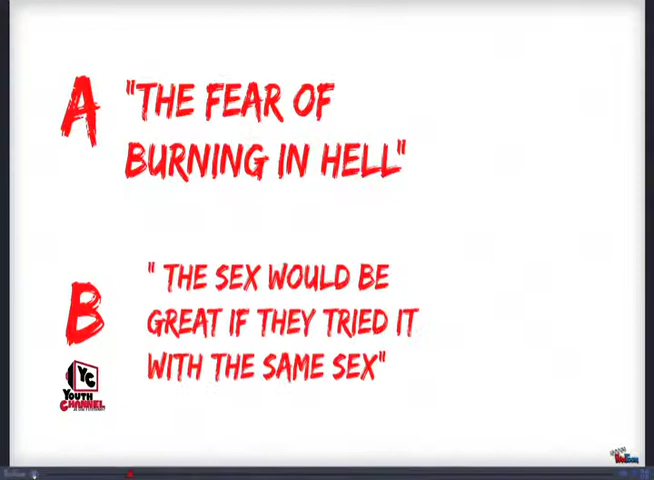 A
"THE FEAR OF
BURNING IN HELL"
B
" THE SEX WOULD BE
GREAT IF THEY TRIED IT
WITH THE SAME SEX"
YC
YOUTH
CHANNEL